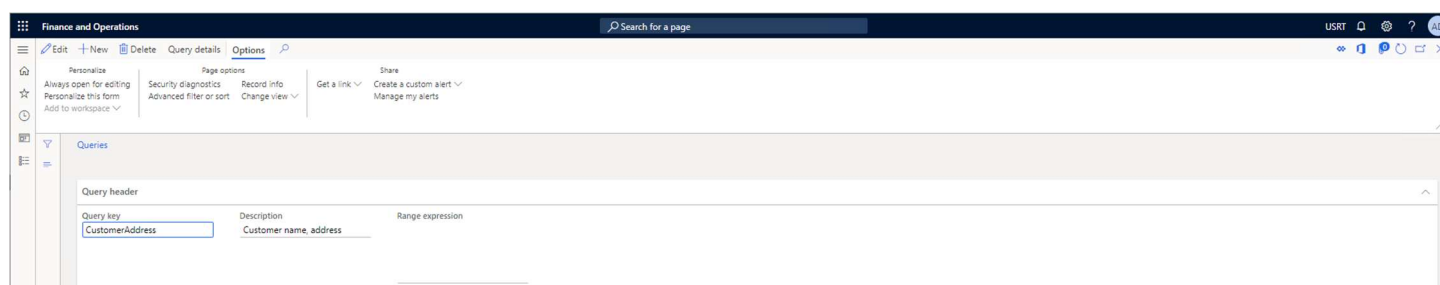 Finance and Operations
Search for a page
USRT
?
Edit
New
Delete
Query details
Options
0
Personalize
Page options
Share
Always open for editing
Security diagnostics
Record info
Get a link
Create a custom alert
Personalize this form
Advanced filter or sort
Change view
Manage my alerts
Add to workspace
Queries
Query header
Query key
Description
Range expression
CustomerAddress
Customer name, address